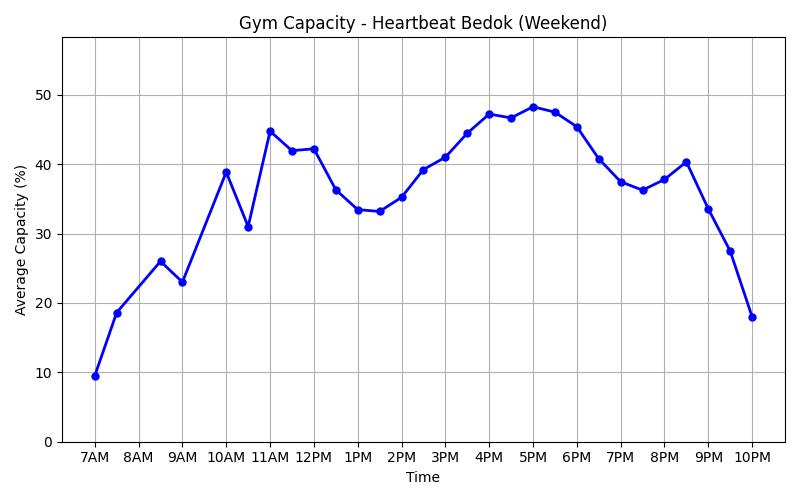 Gym Capacity - Heartbeat Bedok (Weekend)
Average Capacity (%)
50
40
30
20
10
0
7AM 8AM 9AM 10AM 11AM 12PM 1PM 2PM 3PM 4PM 5PM 6PM 7PM 8PM 9PM 10PM
Time